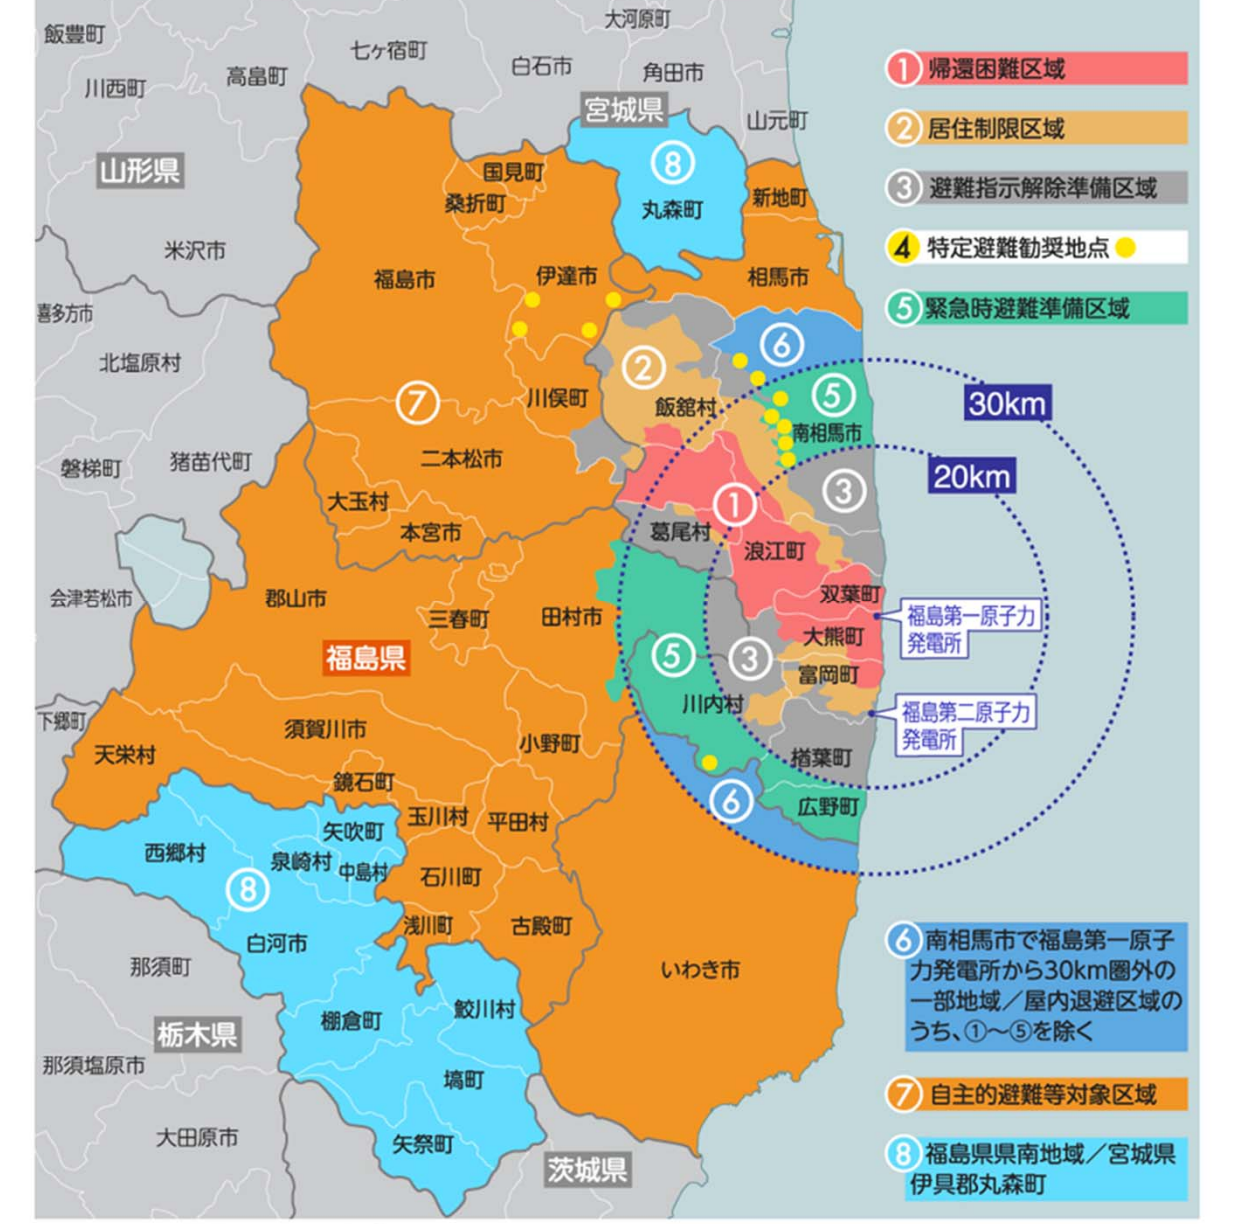 大河原町
飯豊町
七ヶ宿町
白石市
角田市
高畠町
川西町
宮城県
山元町
山形県
国見町
桑折町
⑧
丸森町
新地町
米沢市
福島市
伊達市
相馬市
喜多方市
北塩原村
⑥
②
⑤
30km
⑦
川俣町
飯舘村
南相馬市
磐梯町
猪苗代町
二本松市
20km
大玉村
①
③
本宮市
葛尾村
浪江町
会津若松市
郡山市
三春町
田村市
双葉町
福島第一原子力
発電所
大熊町
福島県
⑤
③
富岡町
川内村
福島第二原子力
発電所
下郷町
天栄村
須賀川市
小野町
楢葉町
鏡石町
⑥
広野町
玉川村
平田村
矢吹町
西郷村
泉崎村
中島村
石川町
⑧
浅川町
古殿町
白河市
那須町
いわき市
棚倉町
鮫川村
栃木県
那須塩原市
塙町
大田原市
矢祭町
茨城県
①帰還困難区域
②居住制限区域
③避難指示解除準備区域
④特定避難勧奨地点
⑤緊急時避難準備区域
⑥南相馬市で福島第一原子
力発電所から30km圏外の
一部地域／屋内退避区域の
うち、①〜⑤を除く
⑦自主的避難等対象区域
⑧福島県県南地域／宮城県
伊具郡丸森町